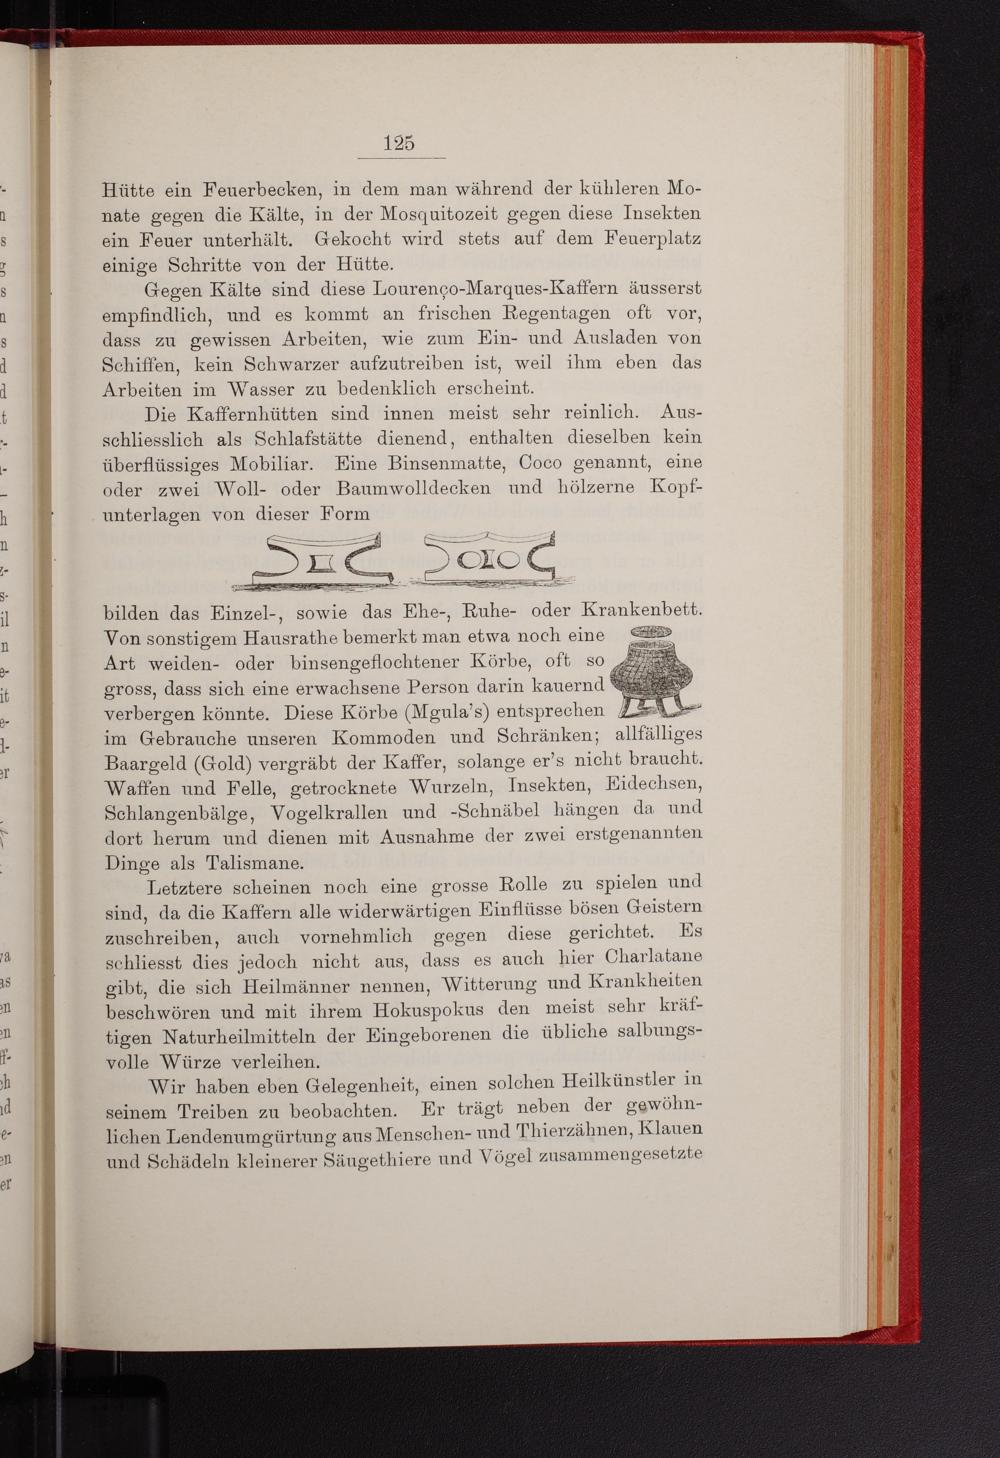 125
Hütte ein Feuerbecken, in dem man während der kühleren Mo-
nate gegen die Kälte, in der Mosquitozeit gegen diese Insekten
ein Feuer unterhält. Gekocht wird stets auf dem Feuerplatz
einige Schritte von der Hütte.
Gegen Kälte sind diese Lourenço-Marques-Kaffern äusserst
empfindlich, und es kommt an frischen Regentagen oft vor,
dass zu gewissen Arbeiten, wie zum Ein- und Ausladen von
Schiffen, kein Schwarzer aufzutreiben ist, weil ihm eben das
Arbeiten im Wasser zu bedenklich erscheint.
Die Kaffernhütten sind innen meist sehr reinlich. Aus-
schliesslich als Schlafstätte dienend, enthalten dieselben kein
überflüssiges Mobiliar. Eine Binsenmatte, Coco genannt, eine
oder zwei Woll- oder Baumwolldecken und hölzerne Kopf-
unterlagen von dieser Form
bilden das Einzel-, sowie das Ehe-, Ruhe- oder Krankenbett.
Von sonstigem Hausrathe bemerkt man etwa noch eine
Art weiden- oder binsengeflochtener Körbe, oft so
gross, dass sich eine erwachsene Person darin kauernd
verbergen könnte. Diese Körbe (Mgula's) entsprechen
im Gebrauche unseren Kommoden und Schränken; allfälliges
Baargeld (Gold) vergräbt der Kaffer, solange er's nicht braucht.
Waffen und Felle, getrocknete Wurzeln, Insekten, Eidechsen,
Schlangenbälge, Vogelkrallen und -Schnäbel hängen da und
dort herum und dienen mit Ausnahme der zwei erstgenannten
Dinge als Talismane.
Letztere scheinen noch eine grosse Rolle zu spielen und
sind, da die Kaffern alle widerwärtigen Einflüsse bösen Geistern
zuschreiben, auch vornehmlich gegen diese gerichtet. Es
schliesst dies jedoch nicht aus, dass es auch hier Charlatane
gibt, die sich Heilmänner nennen, Witterung und Krankheiten
beschwören und mit ihrem Hokuspokus den meist sehr kräf-
tigen Naturheilmitteln der Eingeborenen die übliche salbungs-
volle Würze verleihen.
Wir haben eben Gelegenheit, einen solchen Heilkünstler in
seinem Treiben zu beobachten. Er trägt neben der gewöhn-
lichen Lendenumgürtung aus Menschen- und Thierzähnen, Klauen
und Schädeln kleinerer Säugethiere und Vögel zusammengesetzte